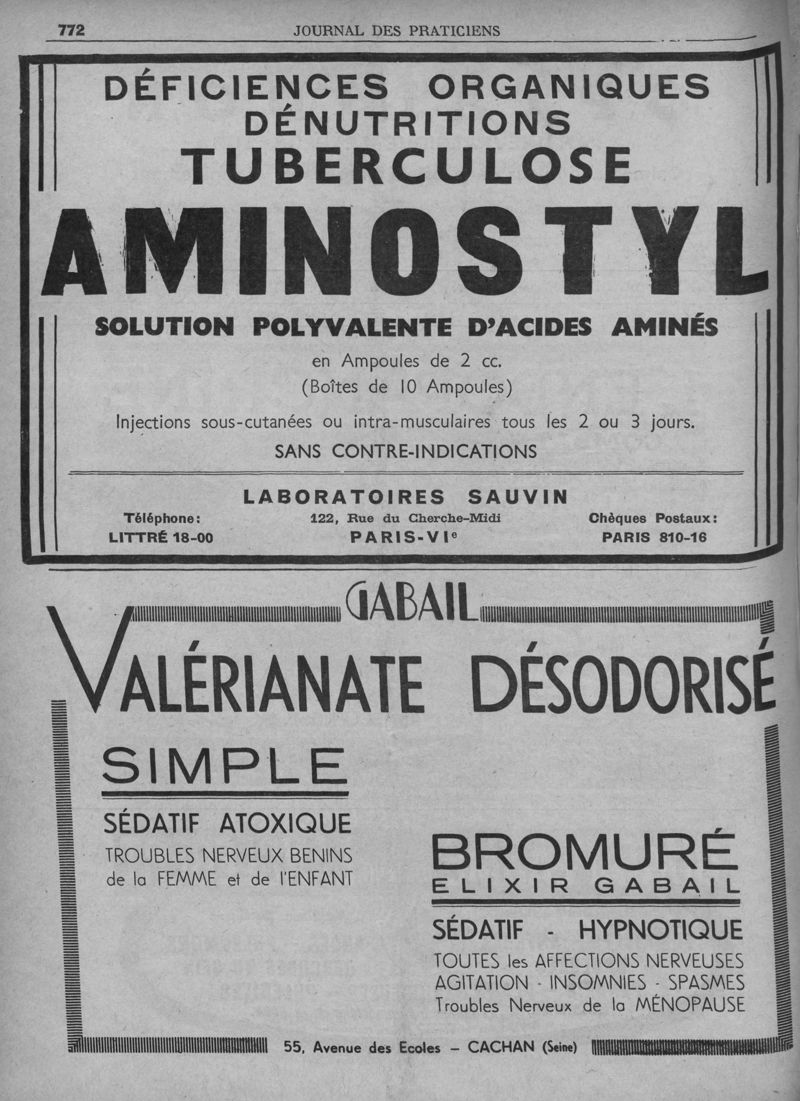 772
JOURNAL DES PRATICIENS
DÉFICIENCES ORGANIQUES
DÉNUTRITIONS
TUBERCULOSE
AMINOSTYL
SOLUTION POLYVALENTE D'ACIDES AMINÉS
en Ampoules de 2 cc.
(Boîtes de 10 Ampoules)
Injections sous-cutanées ou intra-musculaires tous les 2 ou 3 jours.
SANS CONTRE-INDICATIONS
LABORATOIRES SAUVIN
Téléphone: 122, Rue du Cherche-Midi Chèques Postaux:
LITTRÉ 18-00 PARIS-VIe PARIS 810-16
GABAIL
VALÉRIANATE DÉSODORISÉ
SIMPLE
SÉDATIF ATOXIQUE
TROUBLES NERVEUX BENINS
de la FEMME et de l'ENFANT
BROMURÉ
ELIXIR GABAIL
SÉDATIF - HYPNOTIQUE
TOUTES les AFFECTIONS NERVEUSES
AGITATION - INSOMNIES - SPASMES
Troubles Nerveux de la MÉNOPAUSE
55, Avenue des Ecoles – CACHAN (Seine)